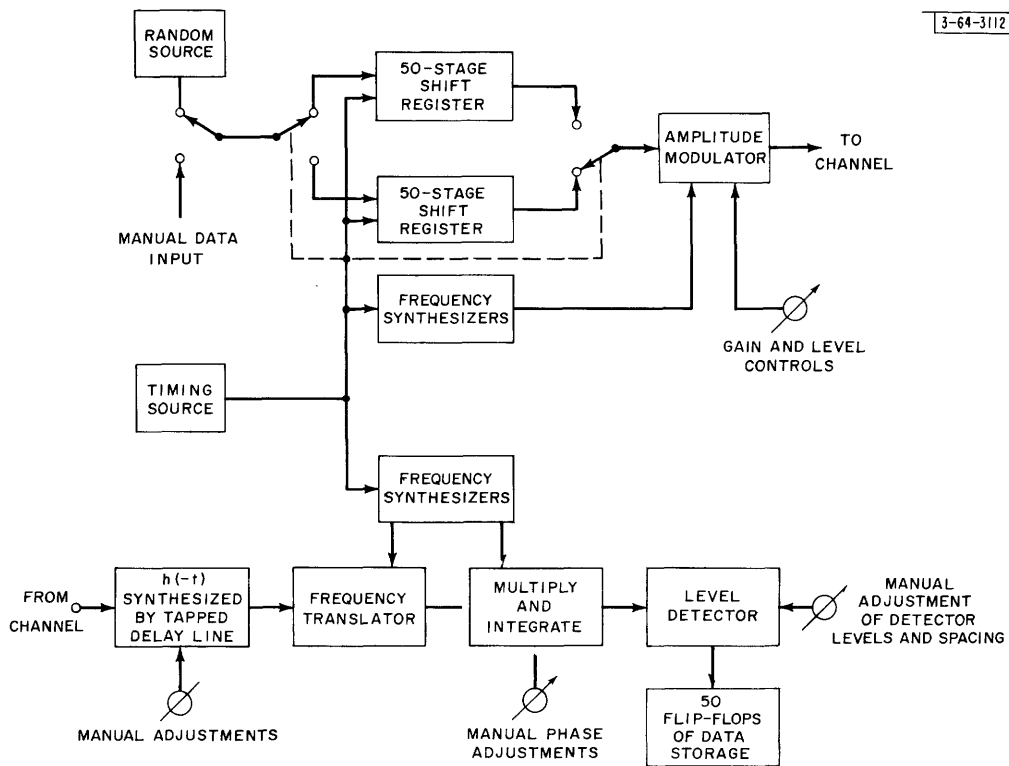 3-64-3112
RANDOM
SOURCE
50-STAGE
SHIFT
REGISTER
AMPLITUDE
MODULATOR
TO
CHANNEL
MANUAL DATA
INPUT
50-STAGE
SHIFT
REGISTER
FREQUENCY
SYNTHESIZERS
GAIN AND LEVEL
CONTROLS
TIMING
SOURCE
FREQUENCY
SYNTHESIZERS
FROM
CHANNEL
h(-t)
SYNTHESIZED
BY TAPPED
DELAY LINE
FREQUENCY
TRANSLATOR
MULTIPLY
AND
INTEGRATE
LEVEL
DETECTOR
MANUAL
ADJUSTMENT
OF DETECTOR
LEVELS AND SPACING
MANUAL ADJUSTMENTS
MANUAL PHASE
ADJUSTMENTS
50
FLIP-FLOPS
OF DATA
STORAGE